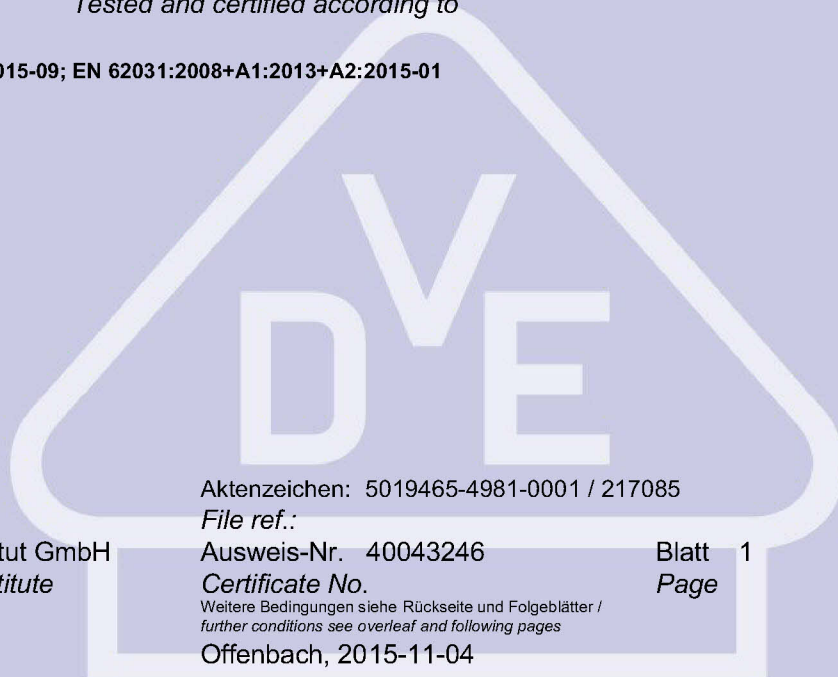 Tested and certified according to
015-09; EN 62031:2008+A1:2013+A2:2015-01
VDE
Aktenzeichen: 5019465-4981-0001 / 217085
File ref.:
tut GmbH Ausweis-Nr. 40043246 Blatt 1
titute Certificate No. Page
Weitere Bedingungen siehe Rückseite und Folgeblätter /
further conditions see overleaf and following pages
Offenbach, 2015-11-04